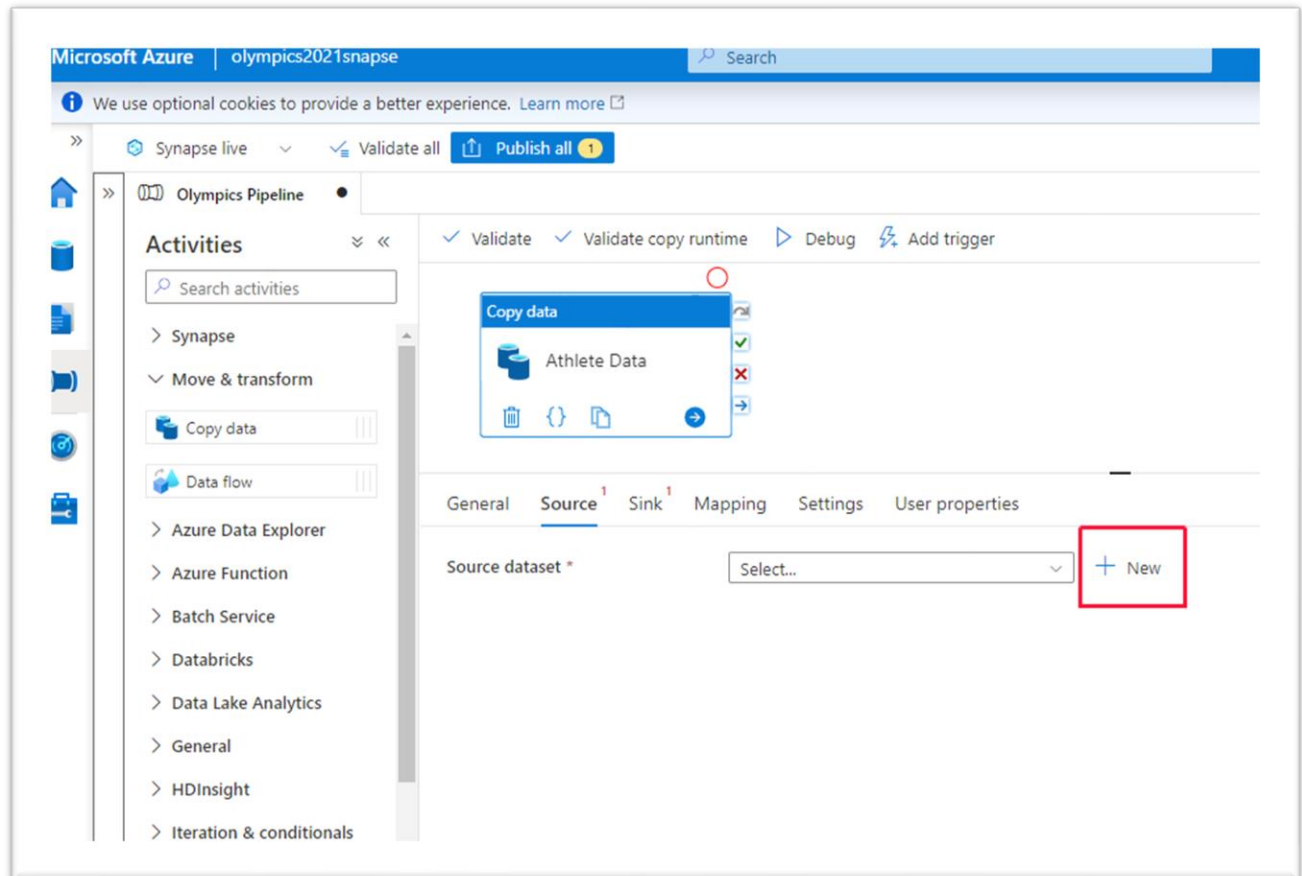 Microsoft Azure | olympics2021snapse
Search
We use optional cookies to provide a better experience. Learn more
Synapse live
Validate all
Publish all 1
Olympics Pipeline
Activities
Search activities
Synapse
Move & transform
Copy data
Data flow
Azure Data Explorer
Azure Function
Batch Service
Databricks
Data Lake Analytics
General
HDInsight
Iteration & conditionals
Validate
Validate copy runtime
Debug
Add trigger
Copy data
Athlete Data
General Source 1 Sink 1 Mapping Settings User properties
Source dataset * Select... + New